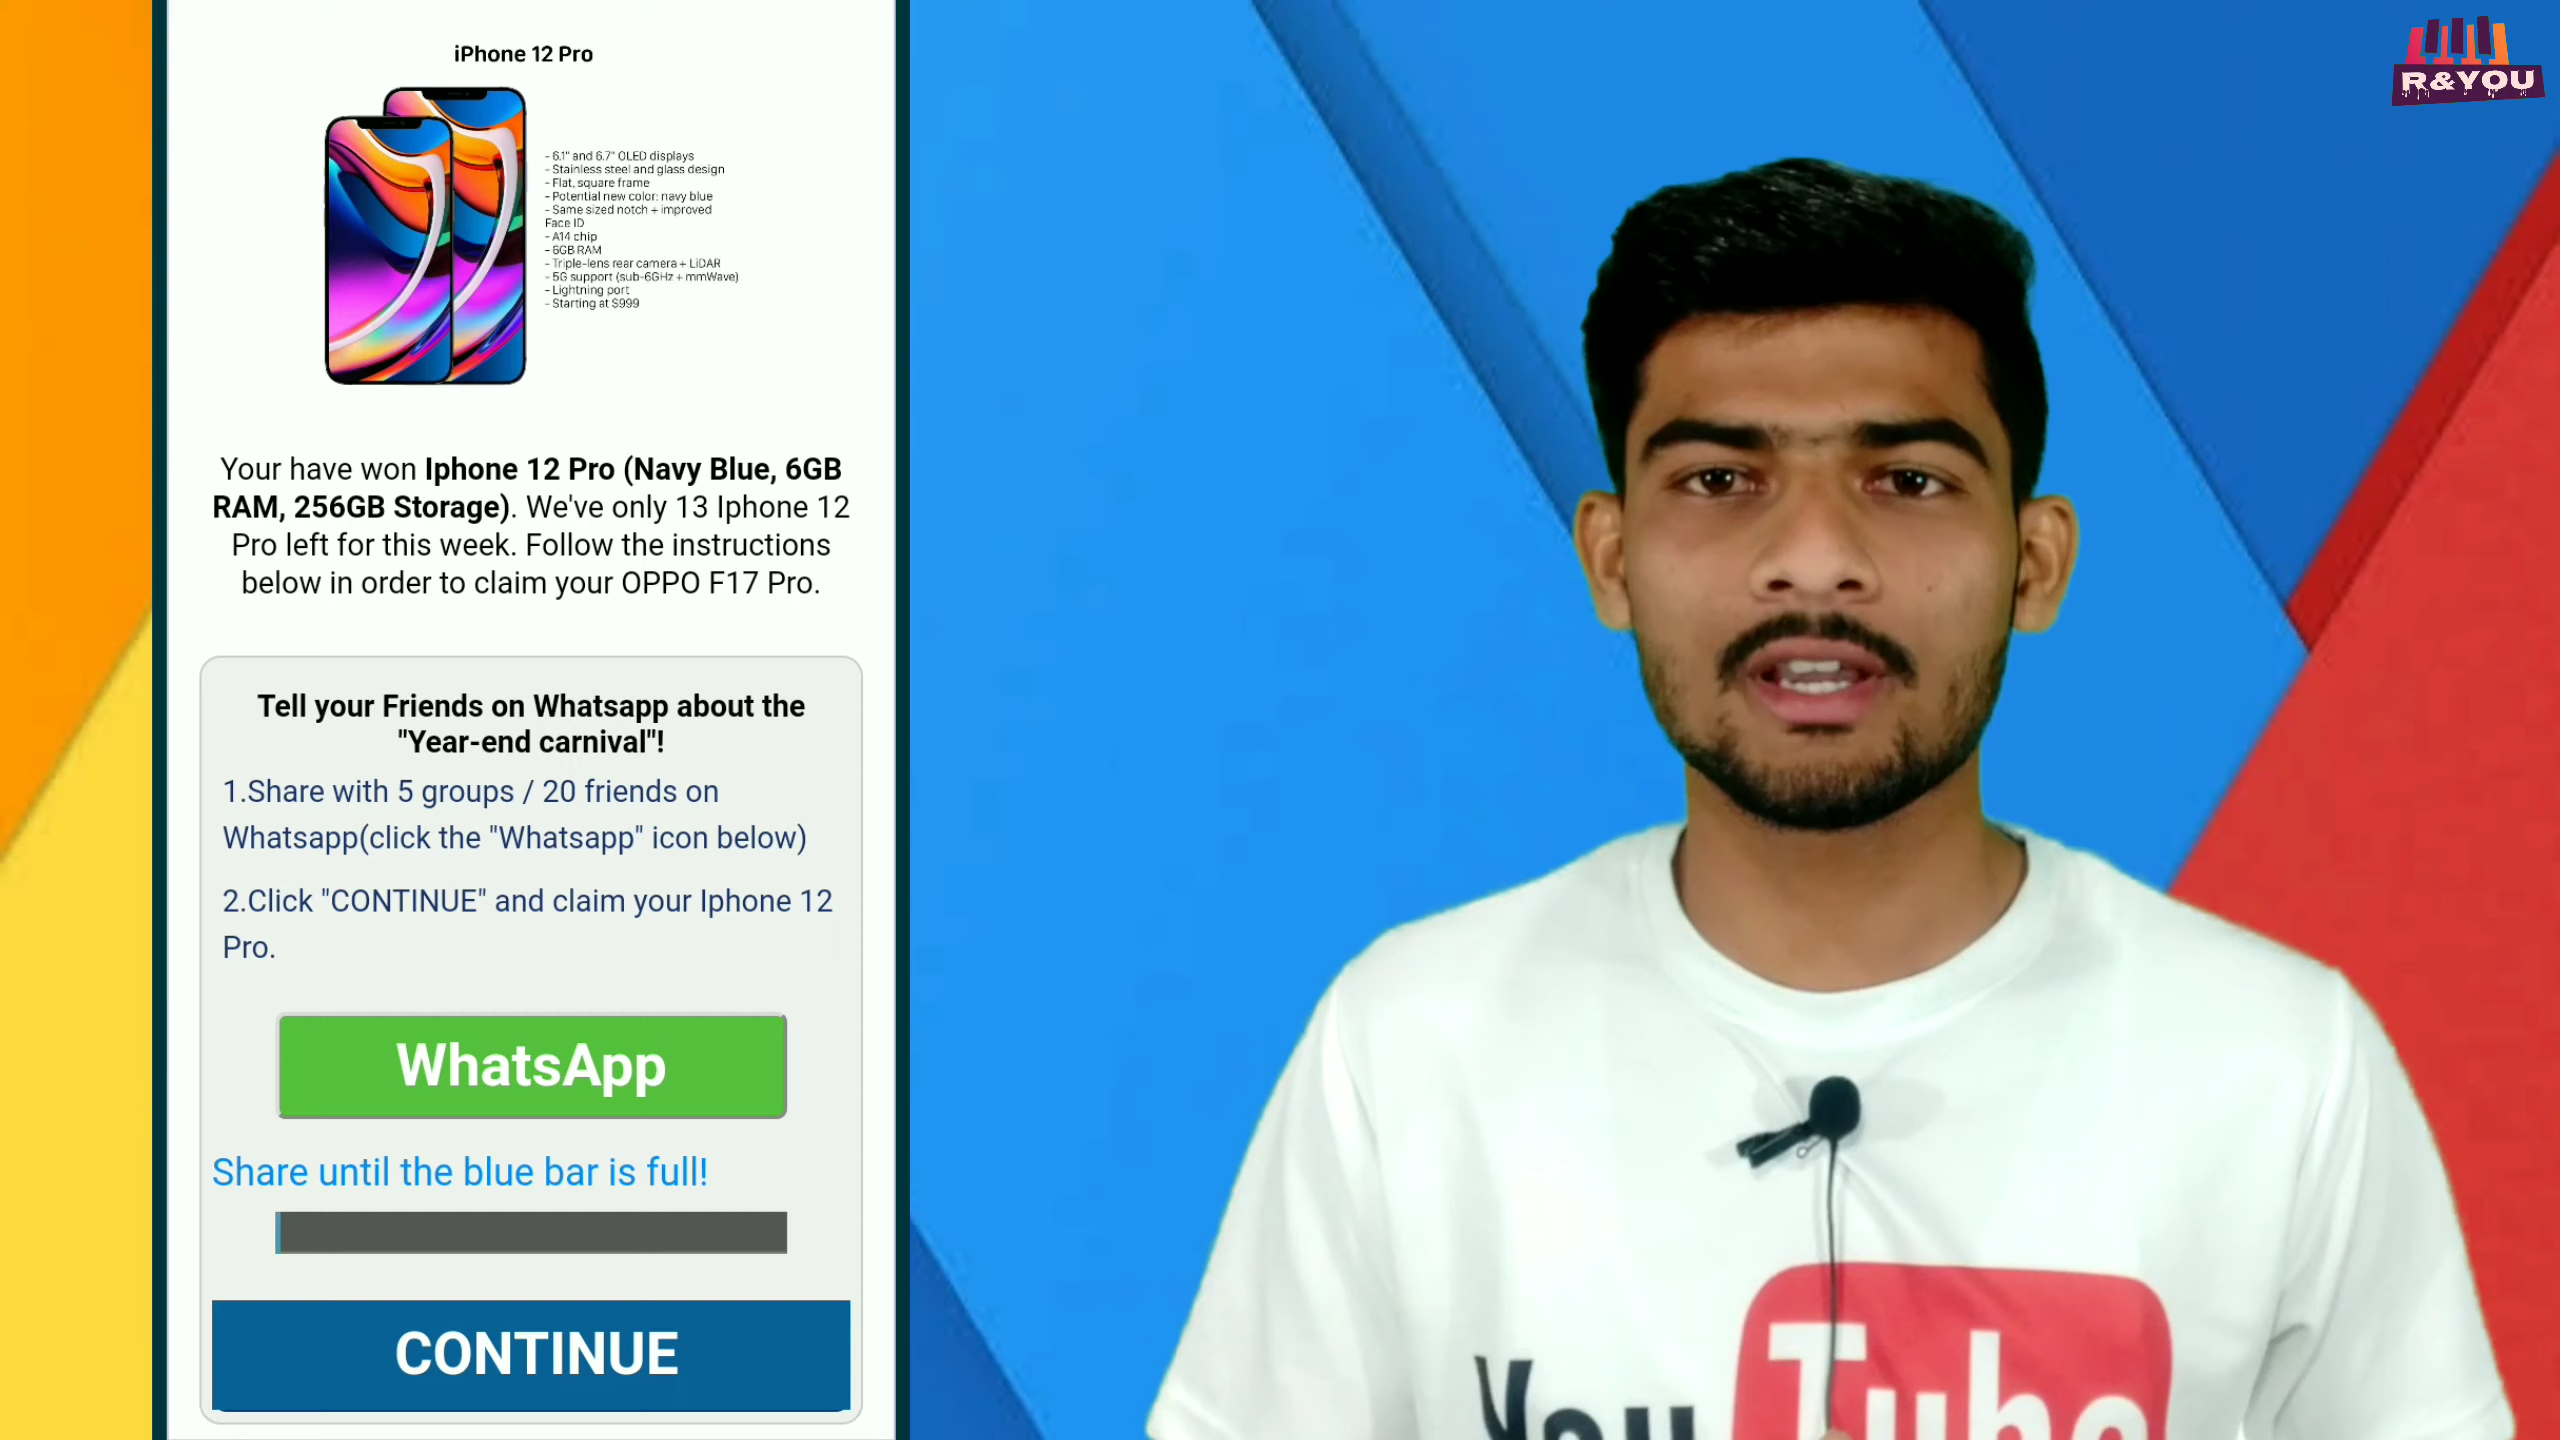 iPhone 12 Pro
- 6.1" and 6.7" OLED displays
- Stainless steel and glass design
- Flat, square frame
- Potential new color: navy blue
- Same sized notch + improved
Face ID
- A14 chip
- 6GB RAM
- Triple-lens rear camera + LiDAR
- 5G support (sub-6GHz + mmWave)
- Lightning port
- Starting at $999
Your have won Iphone 12 Pro (Navy Blue, 6GB
RAM, 256GB Storage). We've only 13 Iphone 12
Pro left for this week. Follow the instructions
below in order to claim your OPPO F17 Pro.
Tell your Friends on Whatsapp about the
"Year-end carnival"!
1.Share with 5 groups / 20 friends on
Whatsapp(click the "Whatsapp" icon below)
2.Click "CONTINUE" and claim your Iphone 12
Pro.
WhatsApp
Share until the blue bar is full!
CONTINUE
R&YOU
You Tube